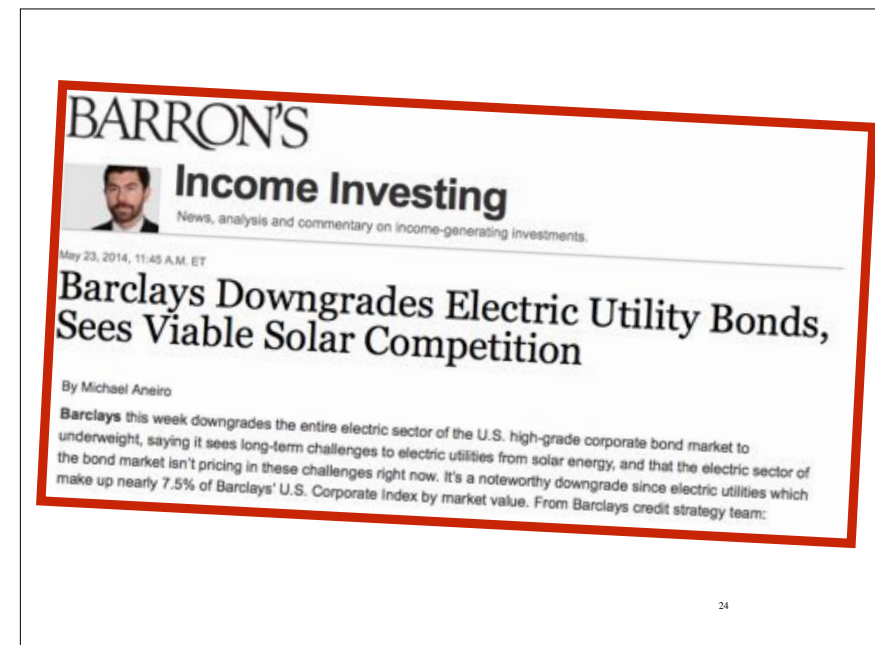 BARRON'S
Income Investing
News, analysis and commentary on income-generating investments.
May 23, 2014, 11:45 A.M. ET
Barclays Downgrades Electric Utility Bonds,
Sees Viable Solar Competition
By Michael Aneiro
Barclays this week downgrades the entire electric sector of the U.S. high-grade corporate bond market to
underweight, saying it sees long-term challenges to electric utilities from solar energy, and that the electric sector of
the bond market isn't pricing in these challenges right now. It's a noteworthy downgrade since electric utilities which
make up nearly 7.5% of Barclays' U.S. Corporate Index by market value. From Barclays credit strategy team:
24